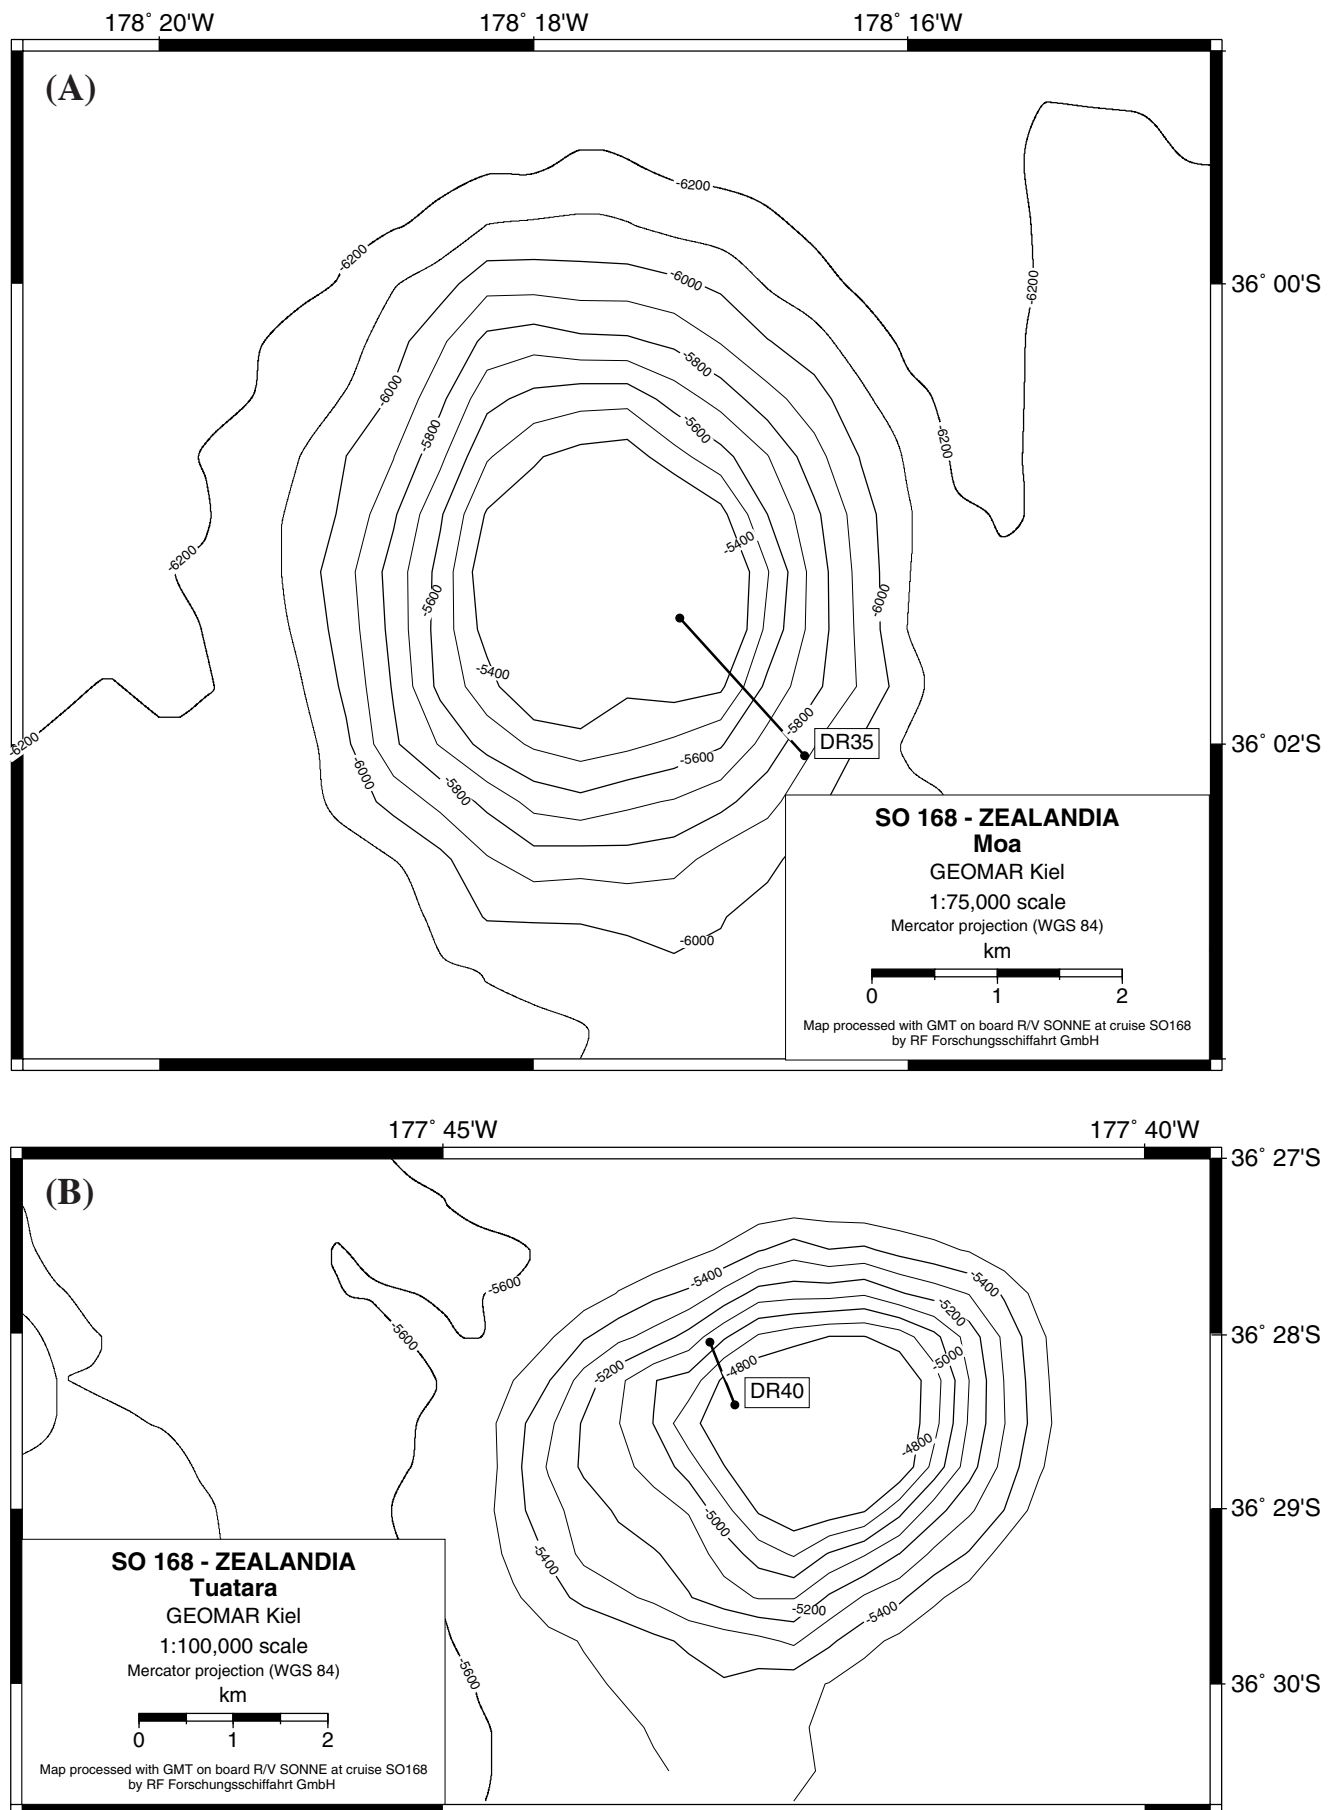 178° 20'W
178° 18'W
178° 16'W
(A)
-6200
-6200
-6200
36° 00'S
-6000
-5800
-6000
-5600
-5800
-6200
-5400
-6200
-5600
-6000
-5400
-5800
-6200
DR35
36° 02'S
-5600
-6000
-5800
-6000
SO 168 - ZEALANDIA
Moa
GEOMAR Kiel
1:75,000 scale
Mercator projection (WGS 84)
km
0 1 2
Map processed with GMT on board R/V SONNE at cruise SO168
by RF Forschungsschiffahrt GmbH
177° 45'W
177° 40'W
36° 27'S
(B)
-5400
-5400
-5600
-5200
-5600
36° 28'S
-5000
-4800
-5200
DR40
-4800
36° 29'S
-5000
-5400
-5200
-5400
-5600
36° 30'S
SO 168 - ZEALANDIA
Tuatara
GEOMAR Kiel
1:100,000 scale
Mercator projection (WGS 84)
km
0 1 2
Map processed with GMT on board R/V SONNE at cruise SO168
by RF Forschungsschiffahrt GmbH